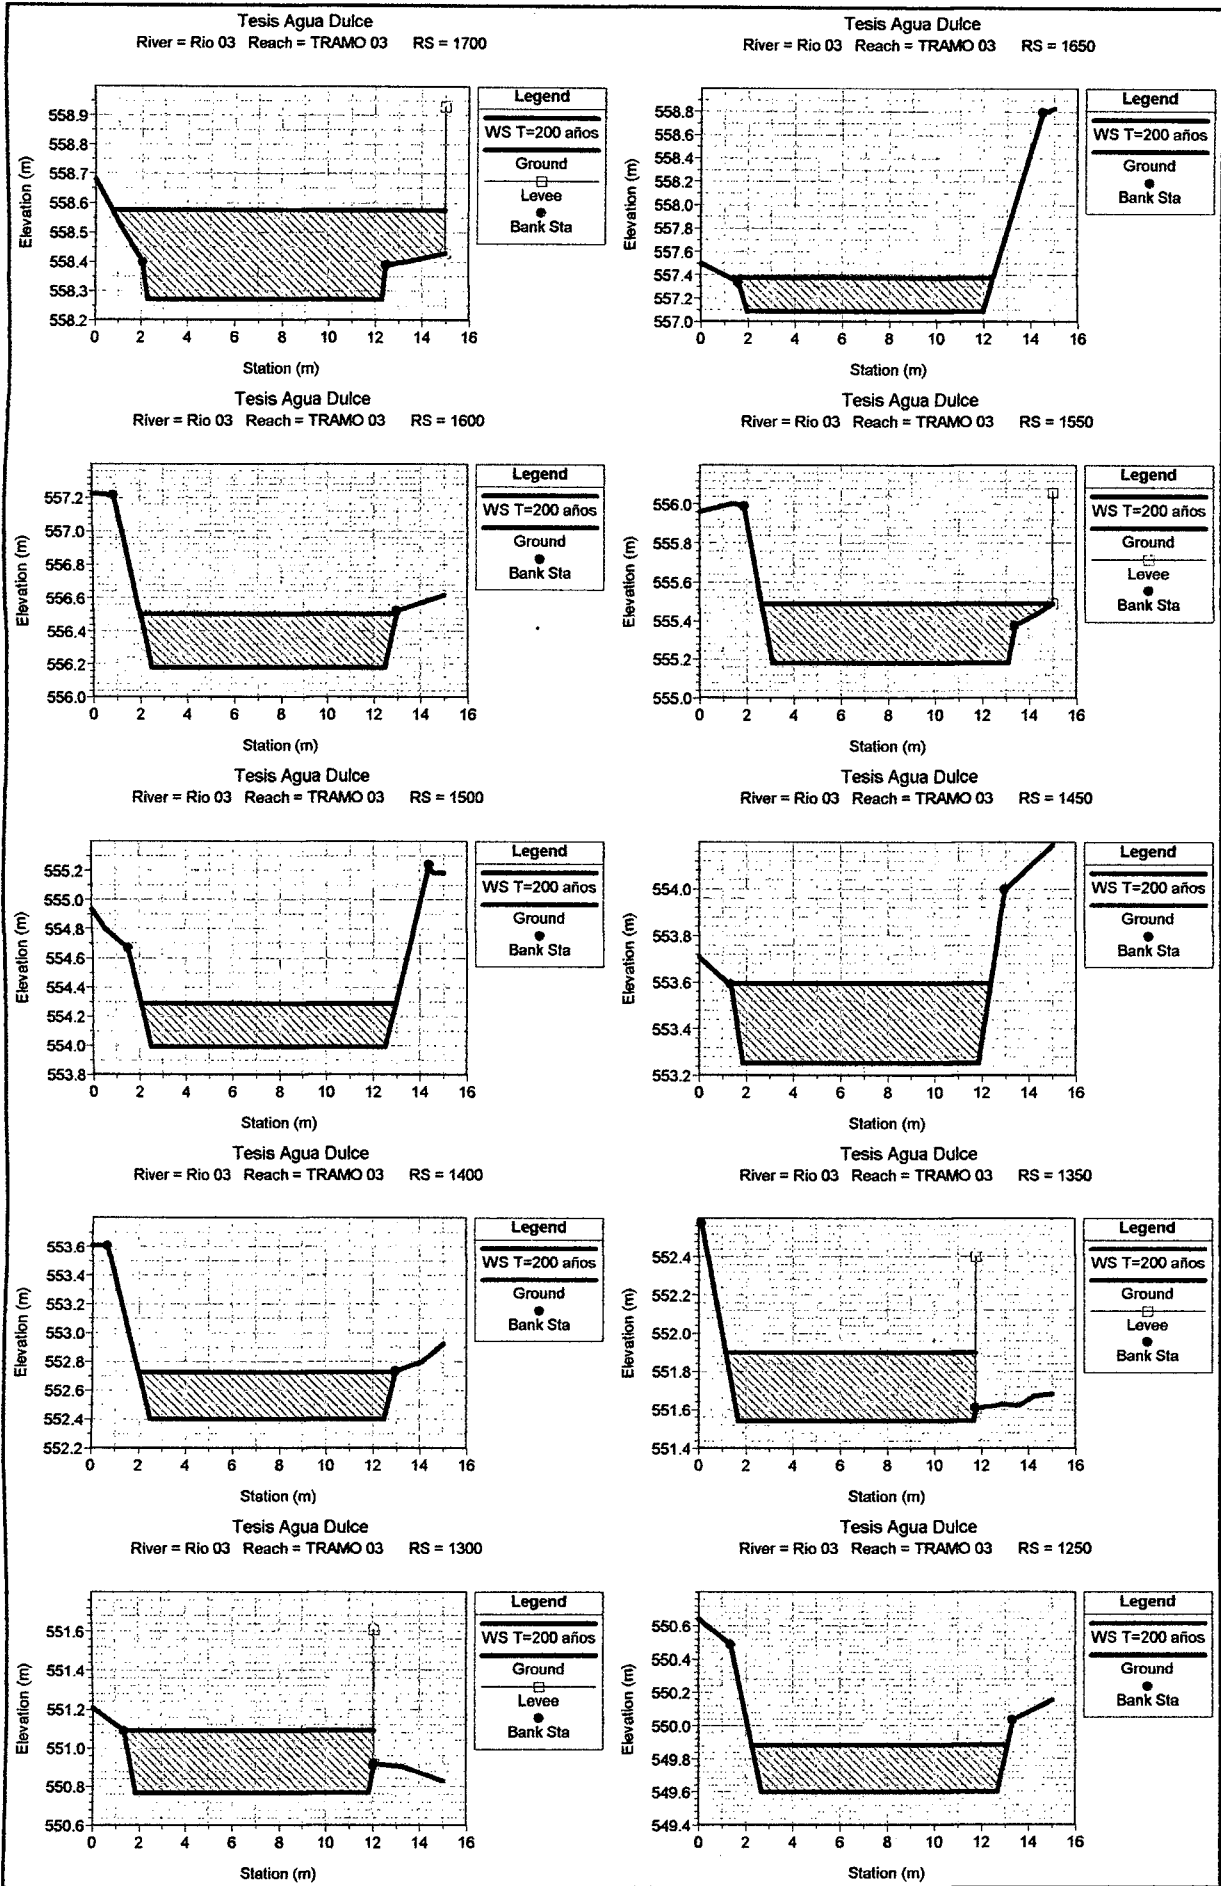 Tesis Agua Dulce
River = Rio 03 Reach = TRAMO 03 RS = 1700
Elevation (m)
558.9
558.8
558.7
558.6
558.5
558.4
558.3
558.2
0 2 4 6 8 10 12 14 16
Station (m)
Legend
WS T=200 años
Ground
Levee
Bank Sta
Tesis Agua Dulce
River = Rio 03 Reach = TRAMO 03 RS = 1650
Elevation (m)
558.8
558.6
558.4
558.2
558.0
557.8
557.6
557.4
557.2
557.0
0 2 4 6 8 10 12 14 16
Station (m)
Legend
WS T=200 años
Ground
Bank Sta
Tesis Agua Dulce
River = Rio 03 Reach = TRAMO 03 RS = 1600
Elevation (m)
557.2
557.0
556.8
556.6
556.4
556.2
556.0
0 2 4 6 8 10 12 14 16
Station (m)
Legend
WS T=200 años
Ground
Bank Sta
Tesis Agua Dulce
River = Rio 03 Reach = TRAMO 03 RS = 1550
Elevation (m)
556.0
555.8
555.6
555.4
555.2
555.0
0 2 4 6 8 10 12 14 16
Station (m)
Legend
WS T=200 años
Ground
Levee
Bank Sta
Tesis Agua Dulce
River = Rio 03 Reach = TRAMO 03 RS = 1500
Elevation (m)
555.2
555.0
554.8
554.6
554.4
554.2
554.0
553.8
0 2 4 6 8 10 12 14 16
Station (m)
Legend
WS T=200 años
Ground
Bank Sta
Tesis Agua Dulce
River = Rio 03 Reach = TRAMO 03 RS = 1450
Elevation (m)
554.0
553.8
553.6
553.4
553.2
0 2 4 6 8 10 12 14 16
Station (m)
Legend
WS T=200 años
Ground
Bank Sta
Tesis Agua Dulce
River = Rio 03 Reach = TRAMO 03 RS = 1400
Elevation (m)
553.6
553.4
553.2
553.0
552.8
552.6
552.4
552.2
0 2 4 6 8 10 12 14 16
Station (m)
Legend
WS T=200 años
Ground
Bank Sta
Tesis Agua Dulce
River = Rio 03 Reach = TRAMO 03 RS = 1350
Elevation (m)
552.4
552.2
552.0
551.8
551.6
551.4
0 2 4 6 8 10 12 14 16
Station (m)
Legend
WS T=200 años
Ground
Levee
Bank Sta
Tesis Agua Dulce
River = Rio 03 Reach = TRAMO 03 RS = 1300
Elevation (m)
551.6
551.4
551.2
551.0
550.8
550.6
0 2 4 6 8 10 12 14 16
Station (m)
Legend
WS T=200 años
Ground
Levee
Bank Sta
Tesis Agua Dulce
River = Rio 03 Reach = TRAMO 03 RS = 1250
Elevation (m)
550.6
550.4
550.2
550.0
549.8
549.6
549.4
0 2 4 6 8 10 12 14 16
Station (m)
Legend
WS T=200 años
Ground
Bank Sta